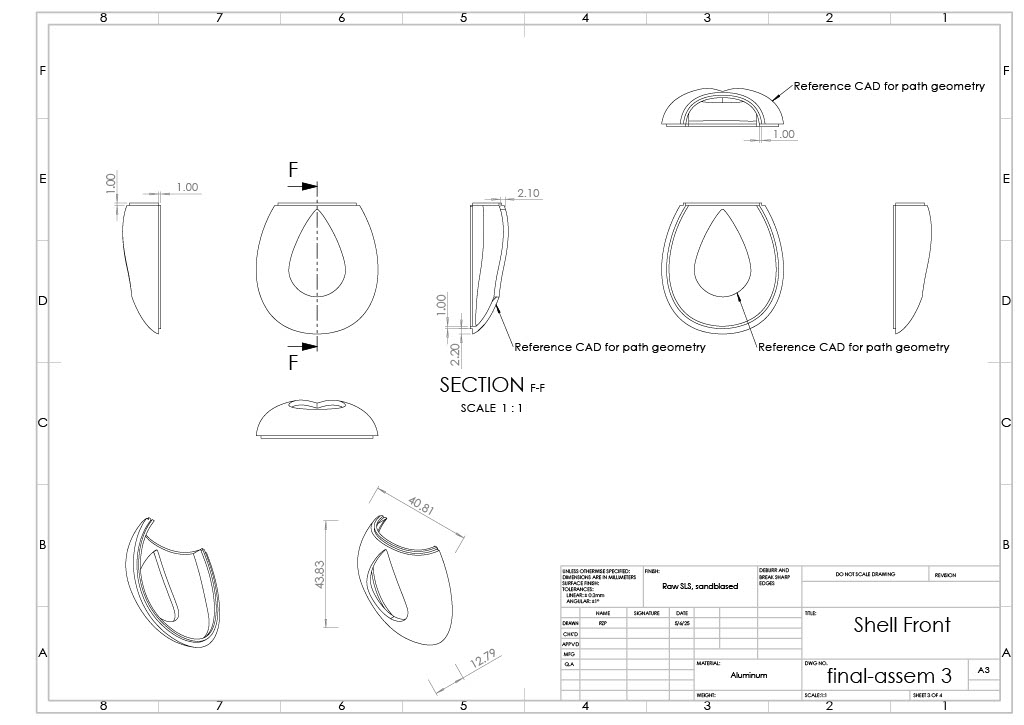 8 7 6 5 4 3 2 1
F F
Reference CAD for path geometry
1.00
E E
F
1.00 1.00
2.10
D D
1.00
2.20
F
Reference CAD for path geometry
Reference CAD for path geometry
SECTION F-F
SCALE 1 : 1
C C
40.81
43.83
12.79
B B
UNLESS OTHERWISE SPECIFIED:
DIMENSIONS ARE IN MILLIMETERS
SURFACE FINISH:
TOLERANCES:
LINEAR:± 0.3mm
ANGULAR: ±1°
FINISH:
Raw SLS, sandblased
DEBURR AND
BREAK SHARP
EDGES
DO NOT SCALE DRAWING
REVISION
NAME SIGNATURE DATE
DRAWN RZP 5/6/25
CHK'D
APPV'D
MFG
Q.A
TITLE:
Shell Front
A A
MATERIAL:
Aluminum
DWG NO.
final-assem 3
A3
WEIGHT:
SCALE:1:1
SHEET 3 OF 4
8 7 6 5 4 3 2 1